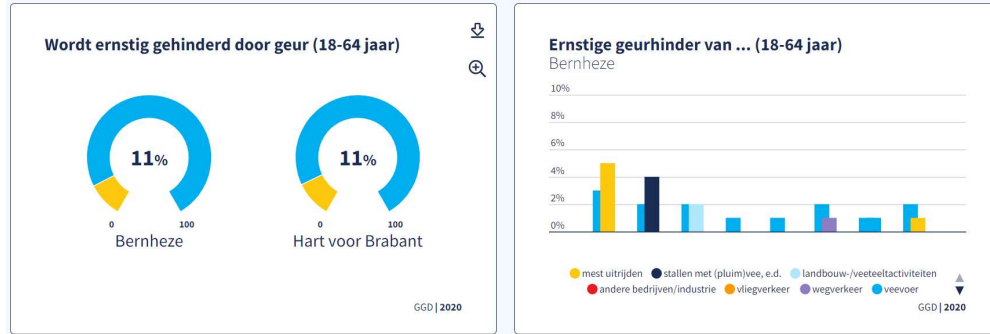 Wordt ernstig gehinderd door geur (18-64 jaar)
11%
11%
0
100
0
100
Bernheze
Hart voor Brabant
GGD | 2020
Ernstige geurhinder van ... (18-64 jaar)
Bernheze
10%
8%
6%
4%
2%
0%
mest uitrijden
stallen met (pluim)vee, e.d.
landbouw-/veeteeltactiviteiten
andere bedrijven/industrie
vliegverkeer
wegverkeer
veevoer
GGD | 2020